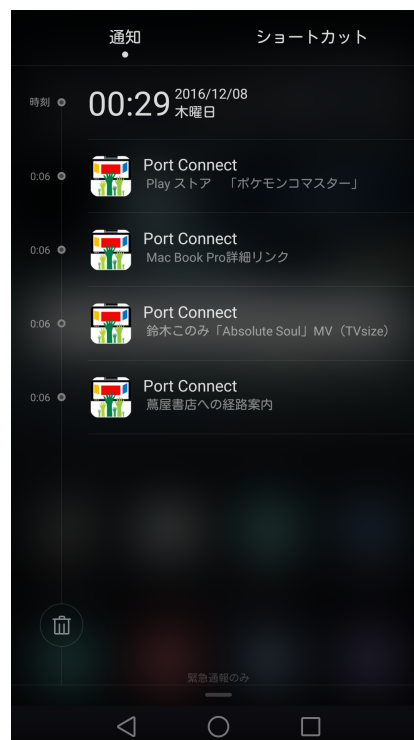 通知
ショートカット
時刻
00:29
2016/12/08
木曜日
0:06
Port Connect
Play ストア 「ポケモンコマスター」
0:06
Port Connect
Mac Book Pro詳細リンク
0:06
Port Connect
鈴木このみ「Absolute Soul」MV（TVsize）
0:06
Port Connect
蔦屋書店への経路案内
緊急通報のみ